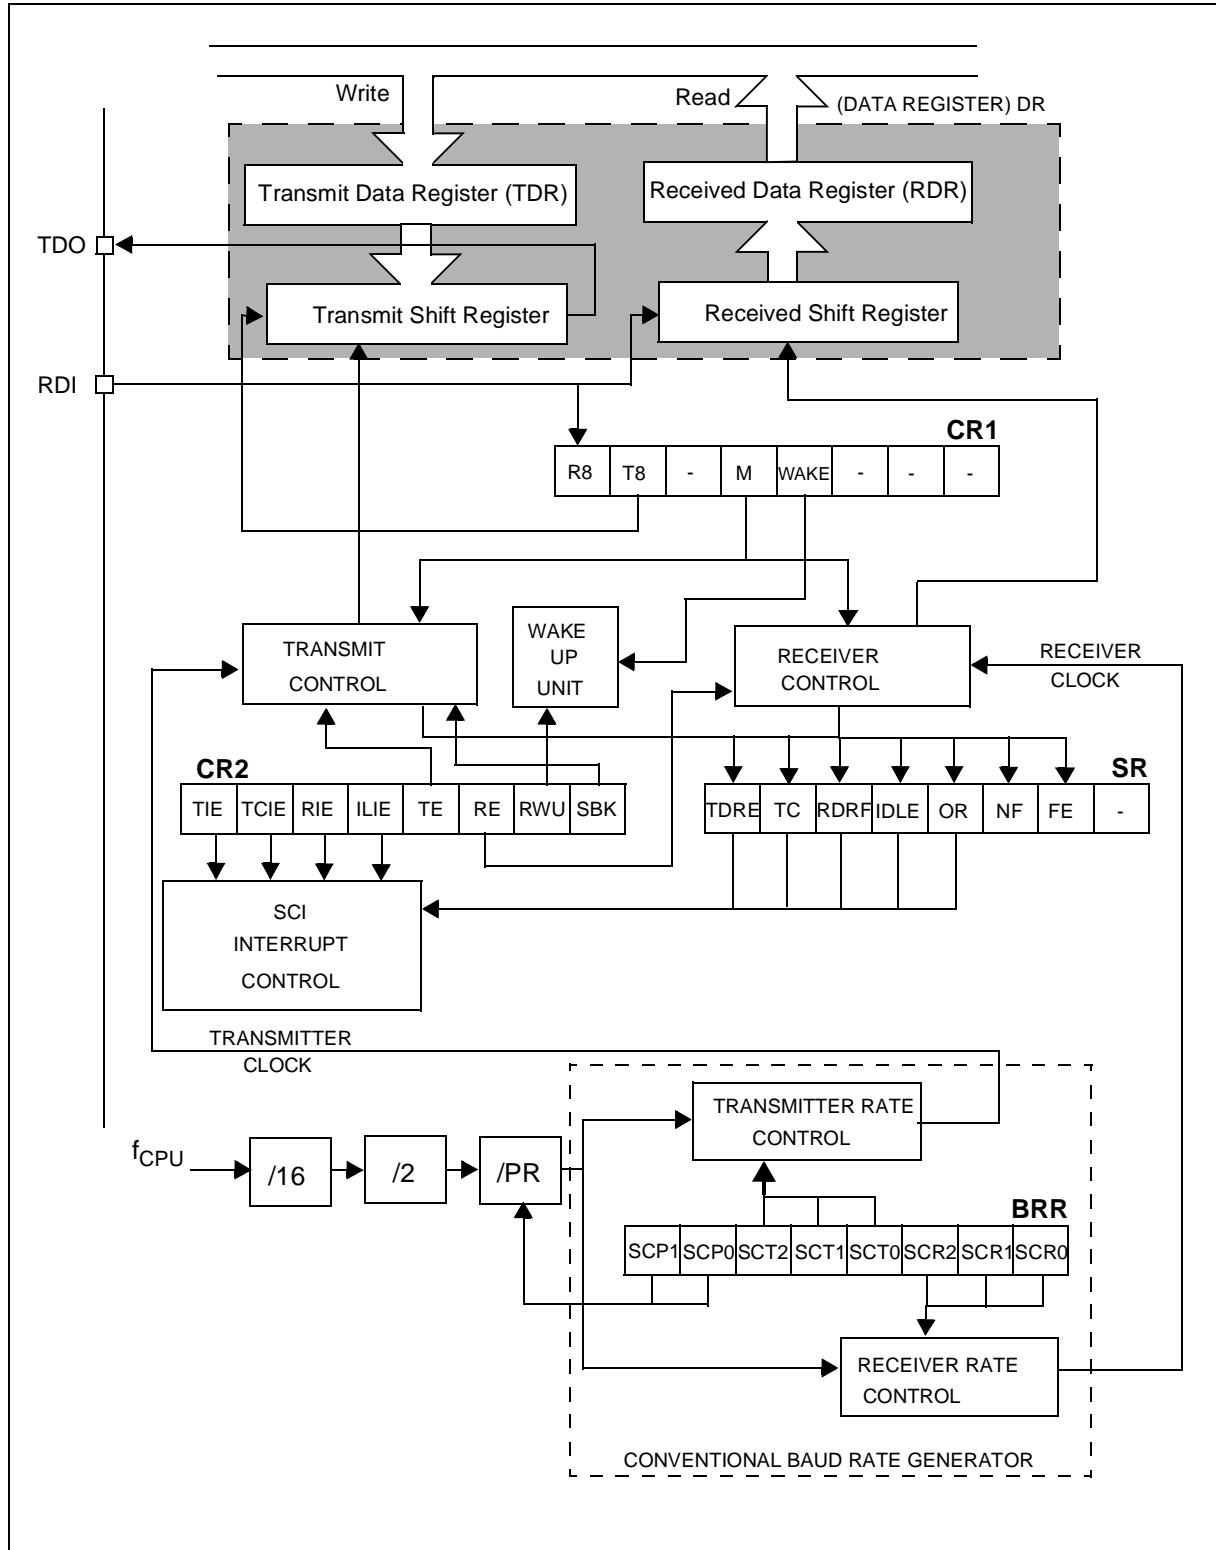 Write
Read
(DATA REGISTER) DR
Transmit Data Register (TDR)
Received Data Register (RDR)
TDO
Transmit Shift Register
Received Shift Register
RDI
CR1
R8 T8 - M WAKE - - -
TRANSMIT
CONTROL
WAKE
UP
UNIT
RECEIVER
CONTROL
RECEIVER
CLOCK
CR2
SR
TIE TCIE RIE ILIE TE RE RWU SBK
TDRE TC RDRF IDLE OR NF FE -
SCI
INTERRUPT
CONTROL
TRANSMITTER
CLOCK
TRANSMITTER RATE
CONTROL
fCPU
/16
/2
/PR
BRR
SCP1 SCP0 SCT2 SCT1 SCT0 SCR2 SCR1 SCR0
RECEIVER RATE
CONTROL
CONVENTIONAL BAUD RATE GENERATOR